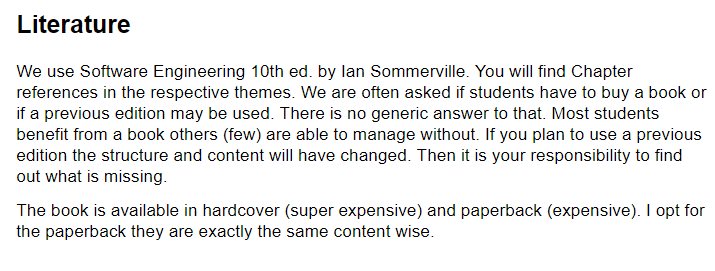 Literature
We use Software Engineering 10th ed. by Ian Sommerville. You will find Chapter
references in the respective themes. We are often asked if students have to buy a book or
if a previous edition may be used. There is no generic answer to that. Most students
benefit from a book others (few) are able to manage without. If you plan to use a previous
edition the structure and content will have changed. Then it is your responsibility to find
out what is missing.
The book is available in hardcover (super expensive) and paperback (expensive). I opt for
the paperback they are exactly the same content wise.